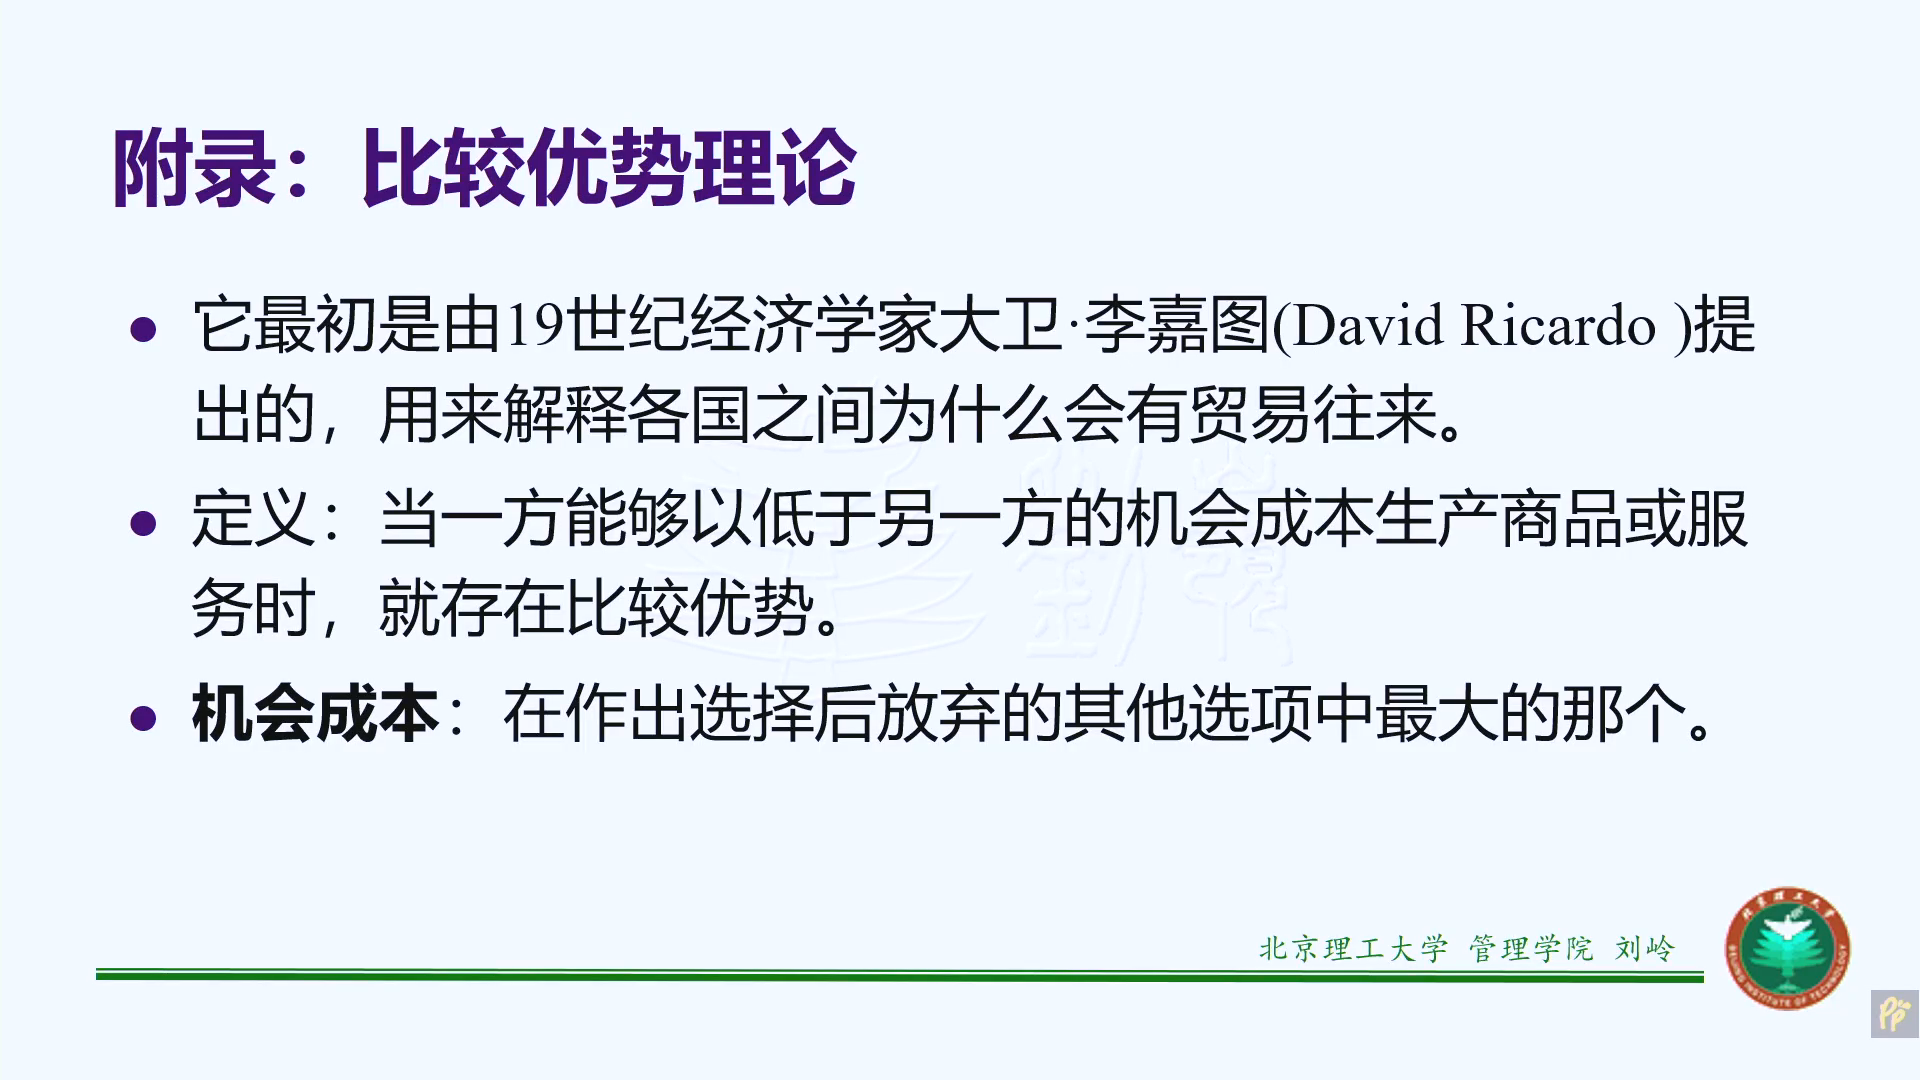 附录：比较优势理论
它最初是由19世纪经济学家大卫·李嘉图(David Ricardo )提
出的，用来解释各国之间为什么会有贸易往来。
定义：当一方能够以低于另一方的机会成本生产商品或服
务时，就存在比较优势。
机会成本：在作出选择后放弃的其他选项中最大的那个。
北京理工大学 管理学院 刘岭
北京理工大学
BEIJING INSTITUTE OF TECHNOLOGY